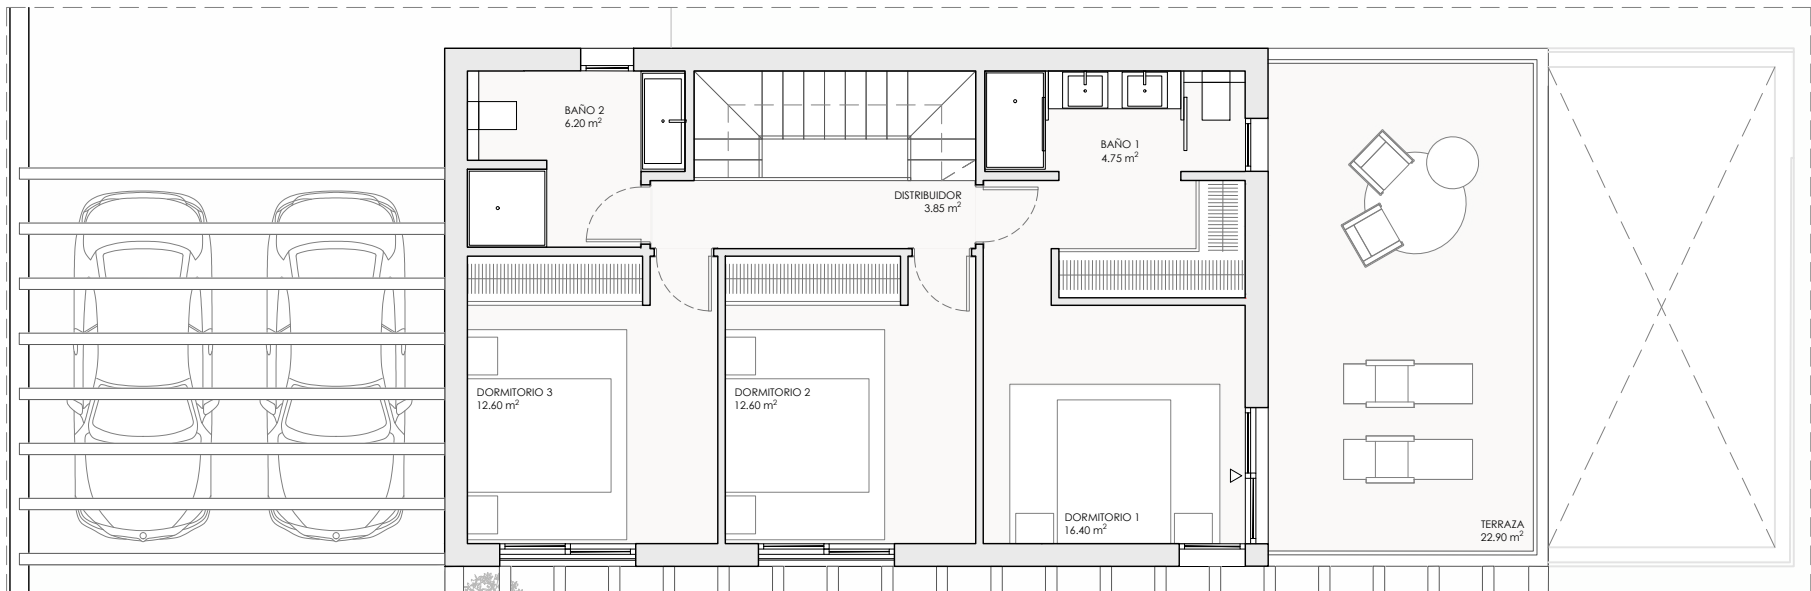 BAÑO 2
6.20 m²
BAÑO 1
4.75 m²
DISTRIBUIDOR
3.85 m²
DORMITORIO 3
12.60 m²
DORMITORIO 2
12.60 m²
DORMITORIO 1
16.40 m²
TERRAZA
22.90 m²